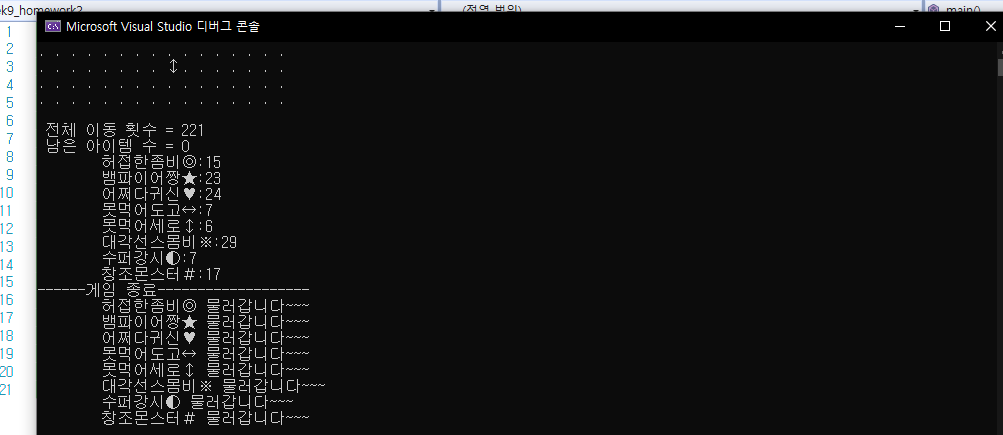 ek9_homework2
(전역 범위)
main()
Microsoft Visual Studio 디버그 콘솔
1
2
3
4
5
6
7
8
9
10
11
12
13
14
15
16
17
18
19
20
21
. . . . . . . . . . . . . . . .
. . . . . . . . ↕ . . . . . . .
. . . . . . . . . . . . . . . .
. . . . . . . . . . . . . . . .
전체 이동 횟수 = 221
남은 아이템 수 = 0
허접한좀비◎:15
뱀파이어짱★:23
어쩌다귀신♥:24
못먹어도고↔:7
못먹어세로↕:6
대각선스몸비※:29
수퍼강시◐:7
창조몬스터＃:17
------게임 종료-------------------
허접한좀비◎ 물러갑니다~~~
뱀파이어짱★ 물러갑니다~~~
어쩌다귀신♥ 물러갑니다~~~
못먹어도고↔ 물러갑니다~~~
못먹어세로↕ 물러갑니다~~~
대각선스몸비※ 물러갑니다~~~
수퍼강시◐ 물러갑니다~~~
창조몬스터＃ 물러갑니다~~~